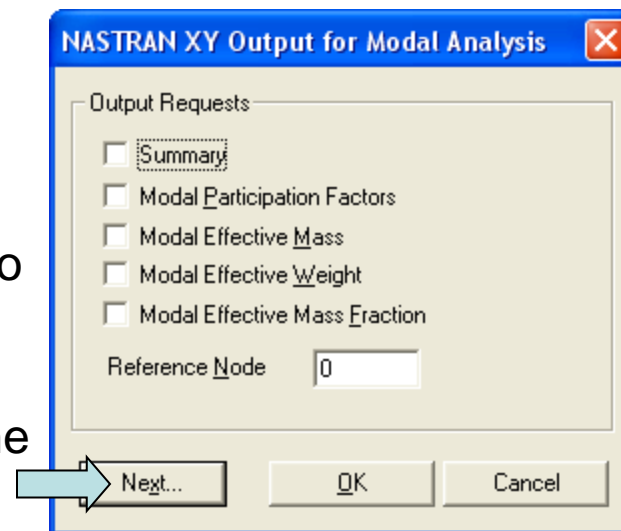 NASTRAN XY Output for Modal Analysis
Output Requests
Summary
Modal Participation Factors
Modal Effective Mass
o
Modal Effective Weight
Modal Effective Mass Fraction
Reference Node 0
Next... OK Cancel